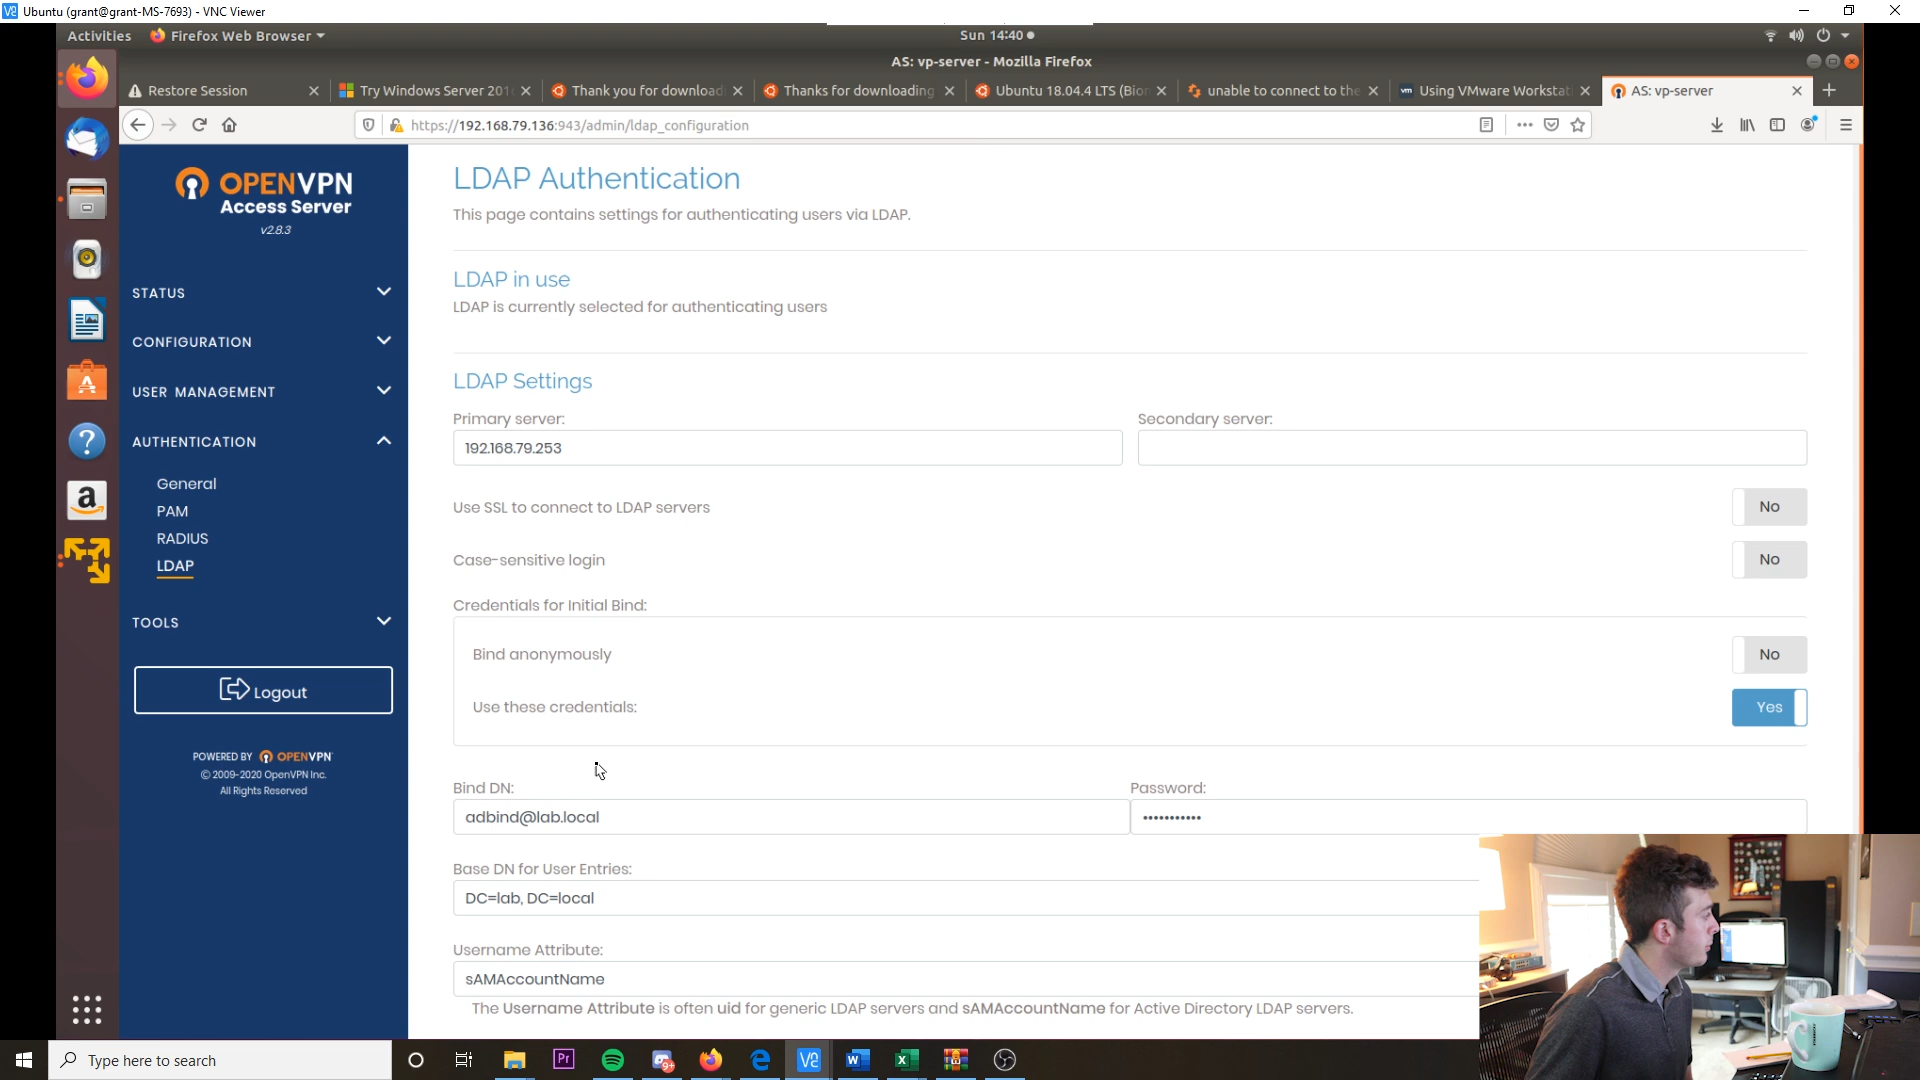 Ubuntu (grant@grant-MS-7693) - VNC Viewer
Activities Firefox Web Browser Sun 14:40
AS: vp-server - Mozilla Firefox
Restore Session Try Windows Server 201 Thank you for download Thanks for downloading Ubuntu 18.04.4 LTS (Bion unable to connect to the Using VMware Workstat AS: vp-server
https://192.168.79.136:943/admin/ldap_configuration
OPENVPN
Access Server
v2.8.3
STATUS
CONFIGURATION
USER MANAGEMENT
AUTHENTICATION
General
PAM
RADIUS
LDAP
TOOLS
Logout
POWERED BY OPENVPN
© 2009-2020 OpenVPN Inc.
All Rights Reserved
LDAP Authentication
This page contains settings for authenticating users via LDAP.
LDAP in use
LDAP is currently selected for authenticating users
LDAP Settings
Primary server: Secondary server:
192.168.79.253
Use SSL to connect to LDAP servers No
Case-sensitive login No
Credentials for Initial Bind:
Bind anonymously No
Use these credentials: Yes
Bind DN: Password:
adbind@lab.local •••••••••••
Base DN for User Entries:
DC=lab, DC=local
Username Attribute:
sAMAccountName
The Username Attribute is often uid for generic LDAP servers and sAMAccountName for Active Directory LDAP servers.
Type here to search